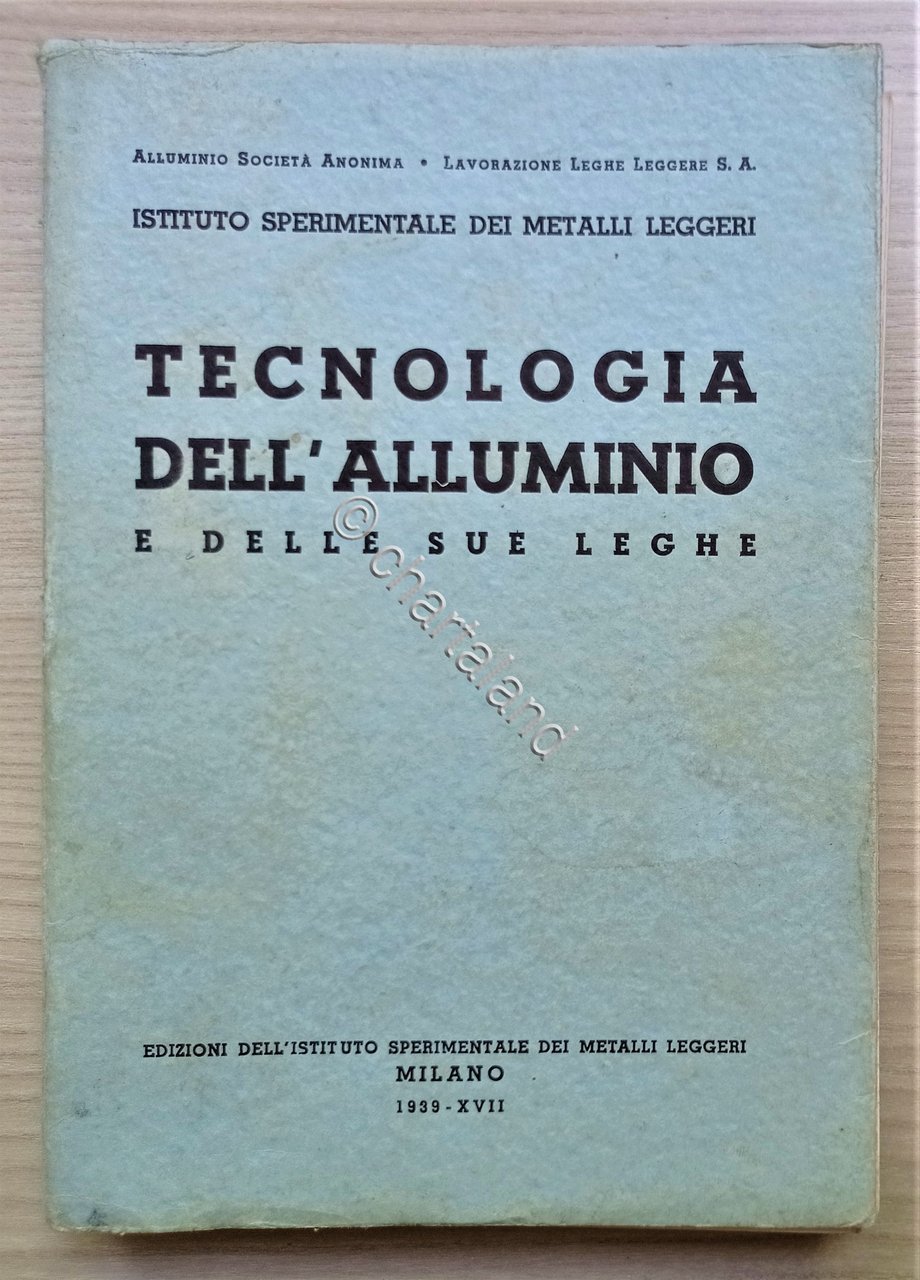 Alluminio Società Anonima • Lavorazione Leghe Leggere S. A.
ISTITUTO SPERIMENTALE DEI METALLI LEGGERI
TECNOLOGIA
DELL'ALLUMINIO
E DELLE SUE LEGHE
© chartaland
EDIZIONI DELL'ISTITUTO SPERIMENTALE DEI METALLI LEGGERI
MILANO
1939 - XVII